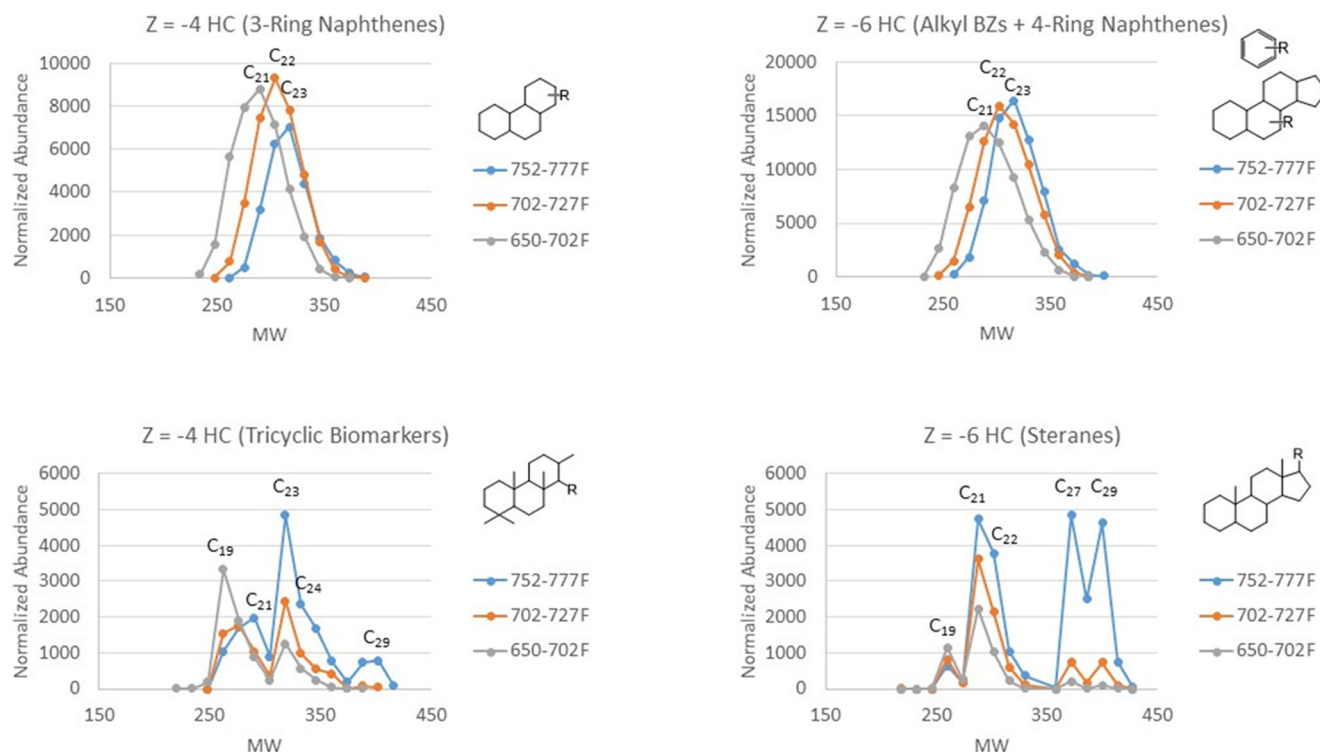 Z = -4 HC (3-Ring Naphthenes)
Normalized Abundance
10000
8000
6000
4000
2000
0
C₂₁
C₂₂
C₂₃
150
250
350
450
MW
R
752-777F
702-727F
650-702F
Z = -6 HC (Alkyl BZs + 4-Ring Naphthenes)
Normalized Abundance
20000
15000
10000
5000
0
C₂₂
C₂₁
C₂₃
150
250
350
450
MW
R
R
752-777F
702-727F
650-702F
Z = -4 HC (Tricyclic Biomarkers)
Normalized Abundance
6000
5000
4000
3000
2000
1000
0
C₂₃
C₁₉
C₂₁
C₂₄
C₂₉
150
250
350
450
MW
R
752-777F
702-727F
650-702F
Z = -6 HC (Steranes)
Normalized Abundance
6000
5000
4000
3000
2000
1000
0
C₂₁
C₂₂
C₂₇
C₂₉
C₁₉
150
250
350
450
MW
R
752-777F
702-727F
650-702F